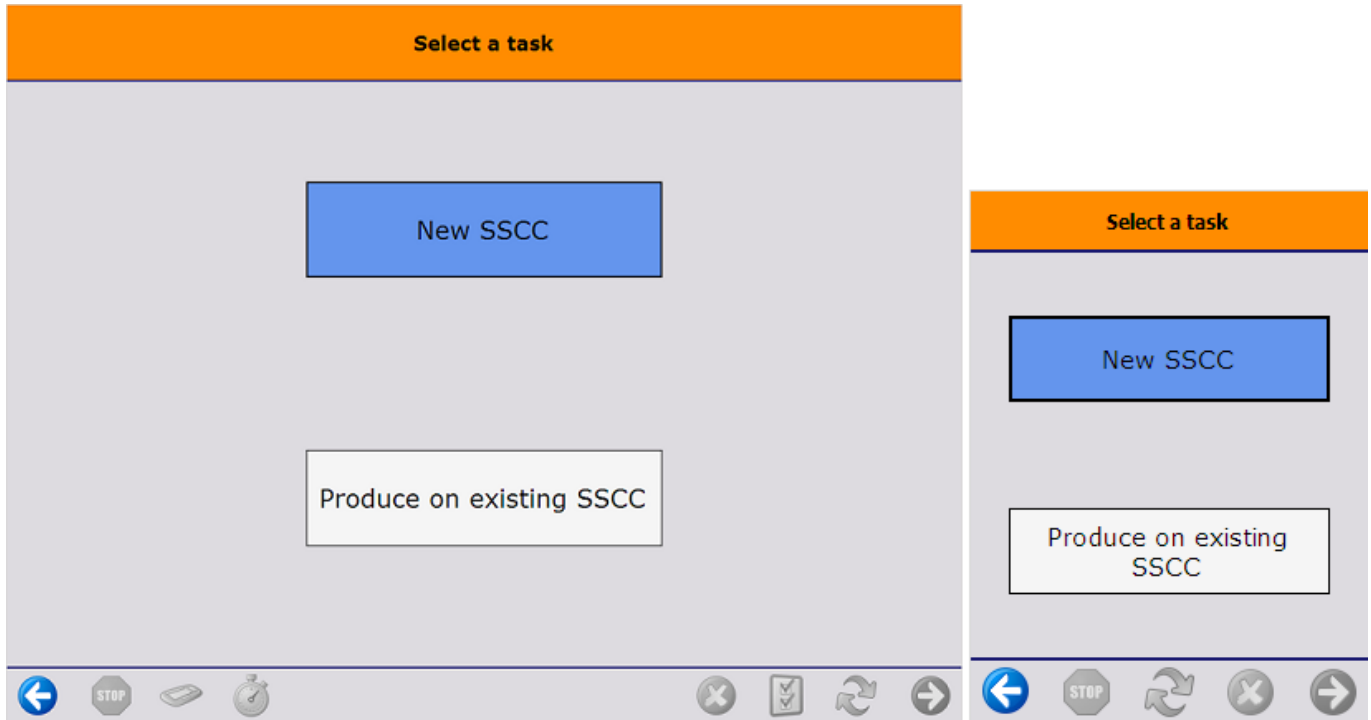 Select a task
New SSCC
Produce on existing SSCC
STOP
Select a task
New SSCC
Produce on existing
SSCC
STOP